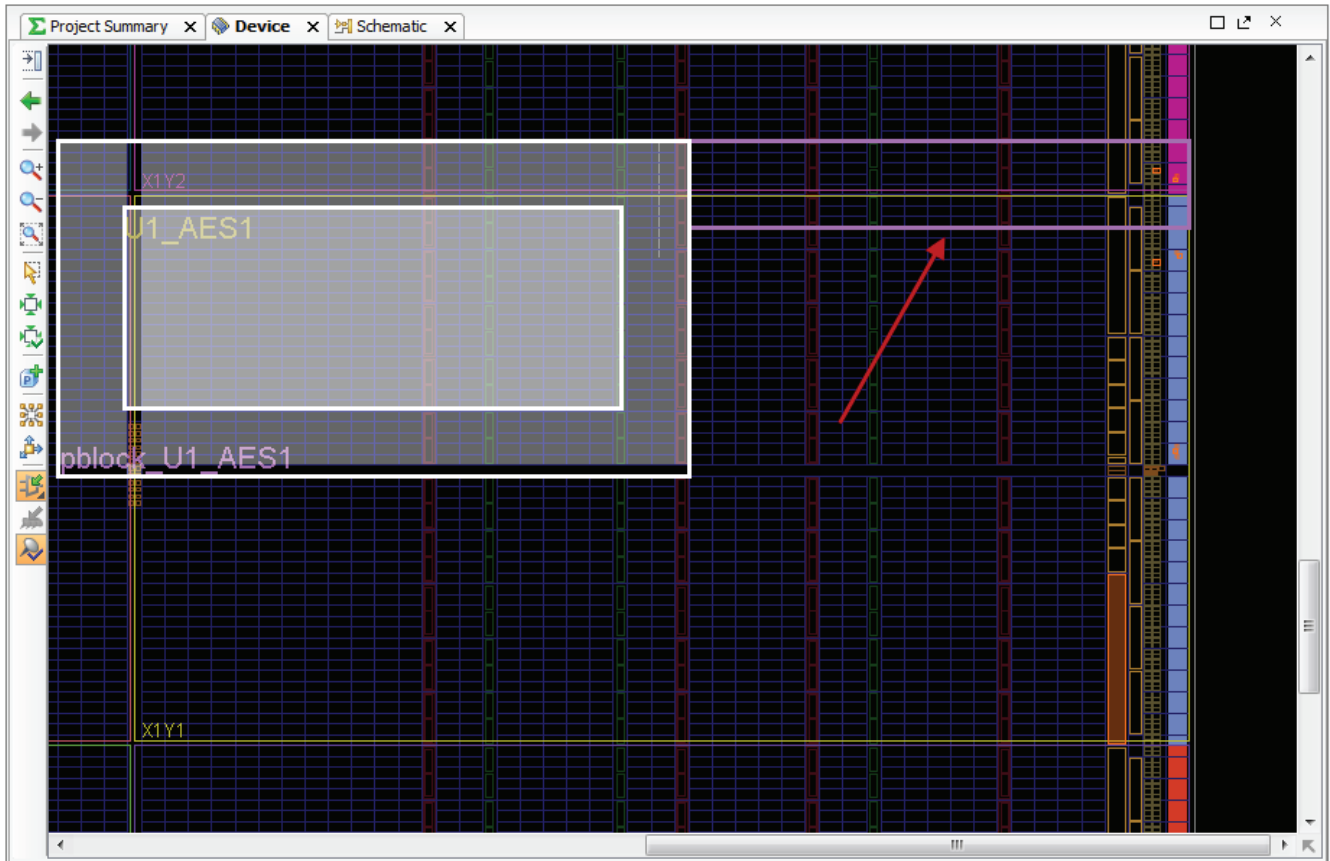 Project Summary
Device
Schematic
X1Y2
U1_AES1
pblock_U1_AES1
X1Y1